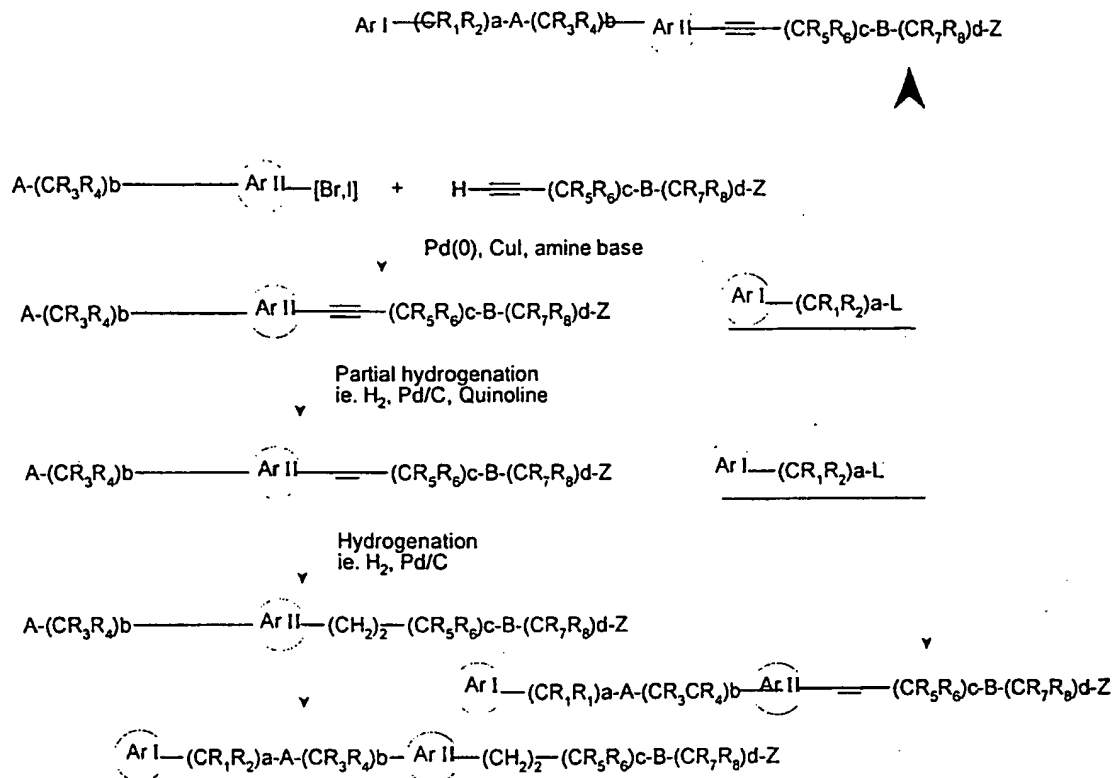 Ar I—(CR₁R₂)a-A-(CR₃R₄)b—Ar II—≡—(CR₅R₆)c-B-(CR₇R₈)d-Z
A-(CR₃R₄)b—Ar II—[Br,I] + H—≡—(CR₅R₆)c-B-(CR₇R₈)d-Z
Pd(0), CuI, amine base
A-(CR₃R₄)b—Ar II—≡—(CR₅R₆)c-B-(CR₇R₈)d-Z Ar I—(CR₁R₂)a-L
Partial hydrogenation
ie. H₂, Pd/C, Quinoline
A-(CR₃R₄)b—Ar II—=—(CR₅R₆)c-B-(CR₇R₈)d-Z Ar I—(CR₁R₂)a-L
Hydrogenation
ie. H₂, Pd/C
A-(CR₃R₄)b—Ar II—(CH₂)₂—(CR₅R₆)c-B-(CR₇R₈)d-Z
Ar I—(CR₁R₁)a-A-(CR₃CR₄)b—Ar II—=—(CR₅R₆)c-B-(CR₇R₈)d-Z
Ar I—(CR₁R₂)a-A-(CR₃R₄)b—Ar II—(CH₂)₂—(CR₅R₆)c-B-(CR₇R₈)d-Z